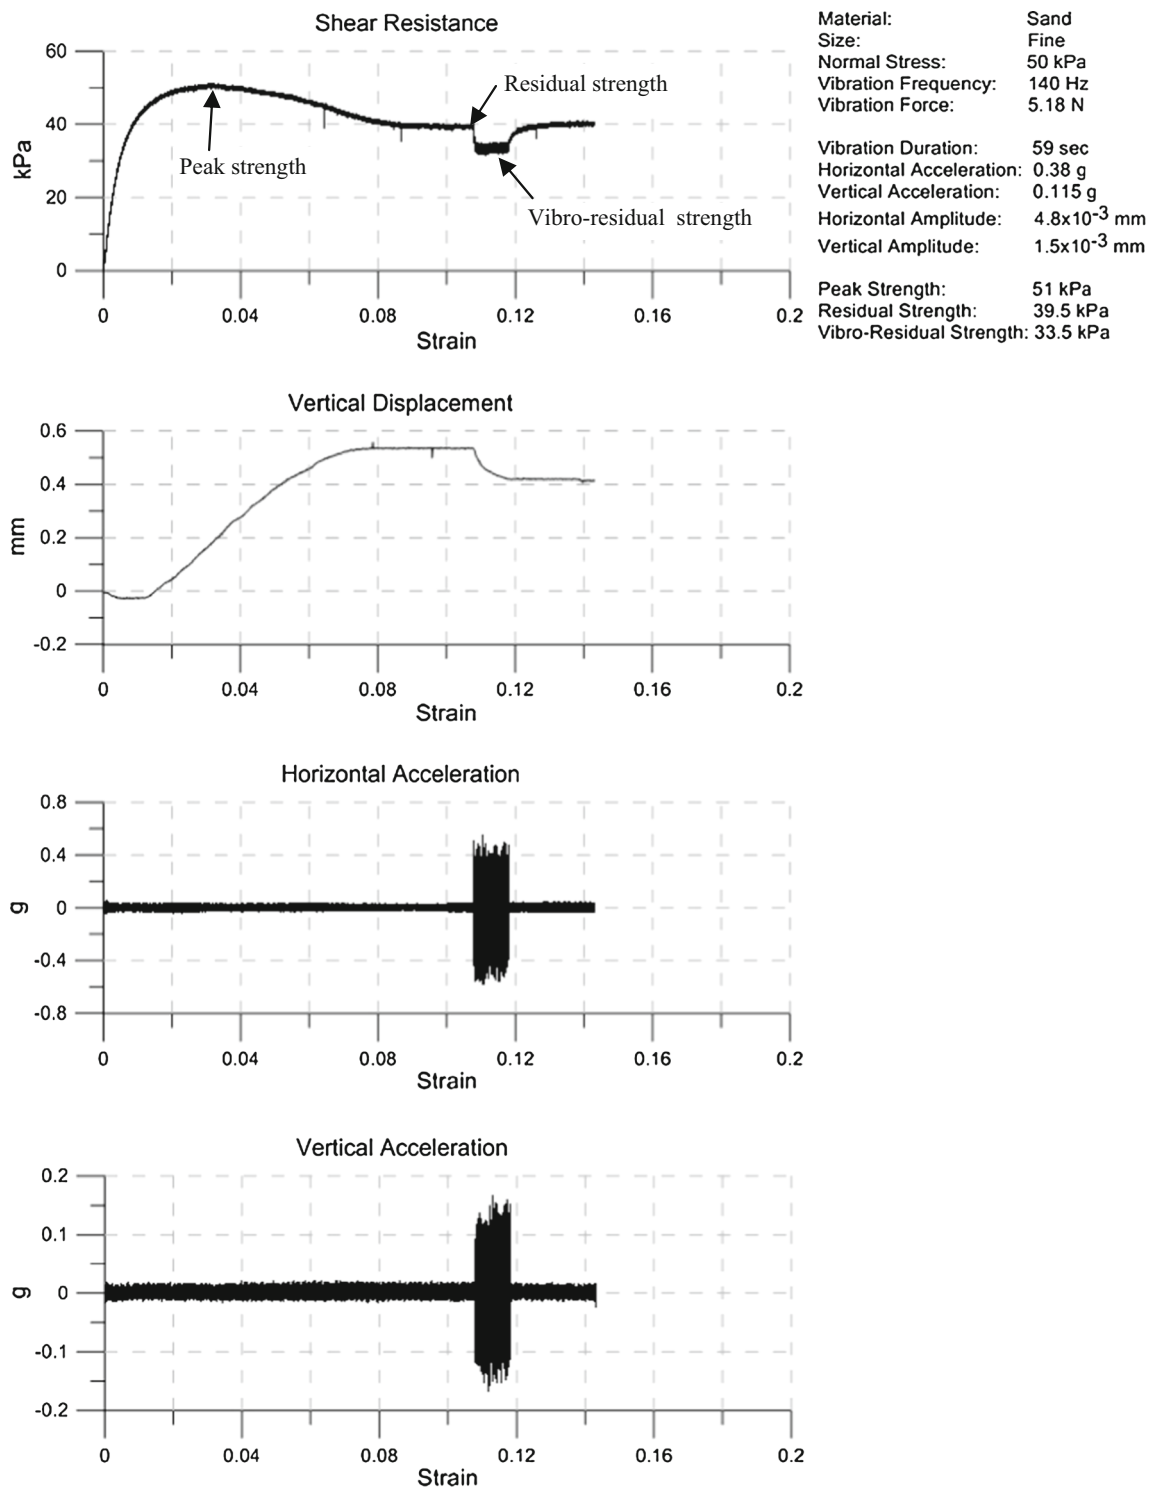 Shear Resistance
60
40
20
0
kPa
Residual strength
Peak strength
Vibro-residual strength
0 0.04 0.08 0.12 0.16 0.2
Strain
Material: Sand
Size: Fine
Normal Stress: 50 kPa
Vibration Frequency: 140 Hz
Vibration Force: 5.18 N
Vibration Duration: 59 sec
Horizontal Acceleration: 0.38 g
Vertical Acceleration: 0.115 g
Horizontal Amplitude: 4.8x10-3 mm
Vertical Amplitude: 1.5x10-3 mm
Peak Strength: 51 kPa
Residual Strength: 39.5 kPa
Vibro-Residual Strength: 33.5 kPa
Vertical Displacement
0.6
0.4
0.2
0
-0.2
mm
0 0.04 0.08 0.12 0.16 0.2
Strain
Horizontal Acceleration
0.8
0.4
0
-0.4
-0.8
g
0 0.04 0.08 0.12 0.16 0.2
Strain
Vertical Acceleration
0.2
0.1
0
-0.1
-0.2
g
0 0.04 0.08 0.12 0.16 0.2
Strain